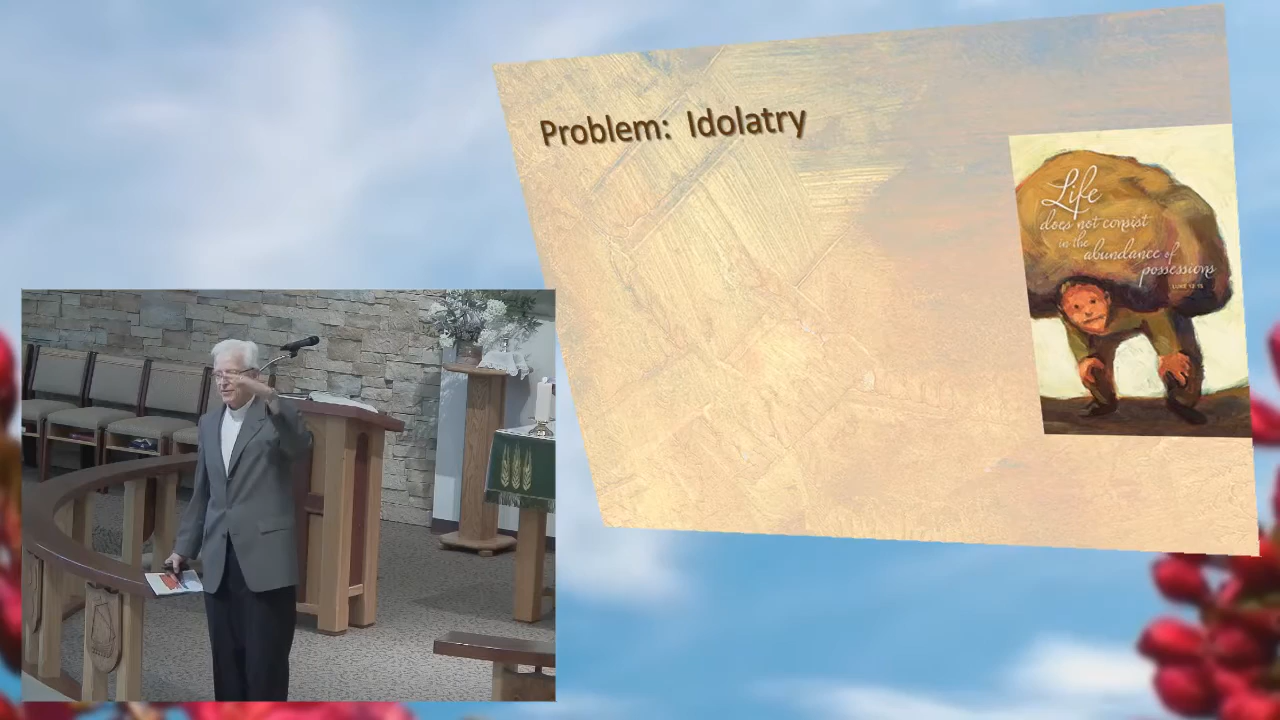 Problem: Idolatry
Life
does not consist
in the
abundance of
possessions
LUKE 12:15